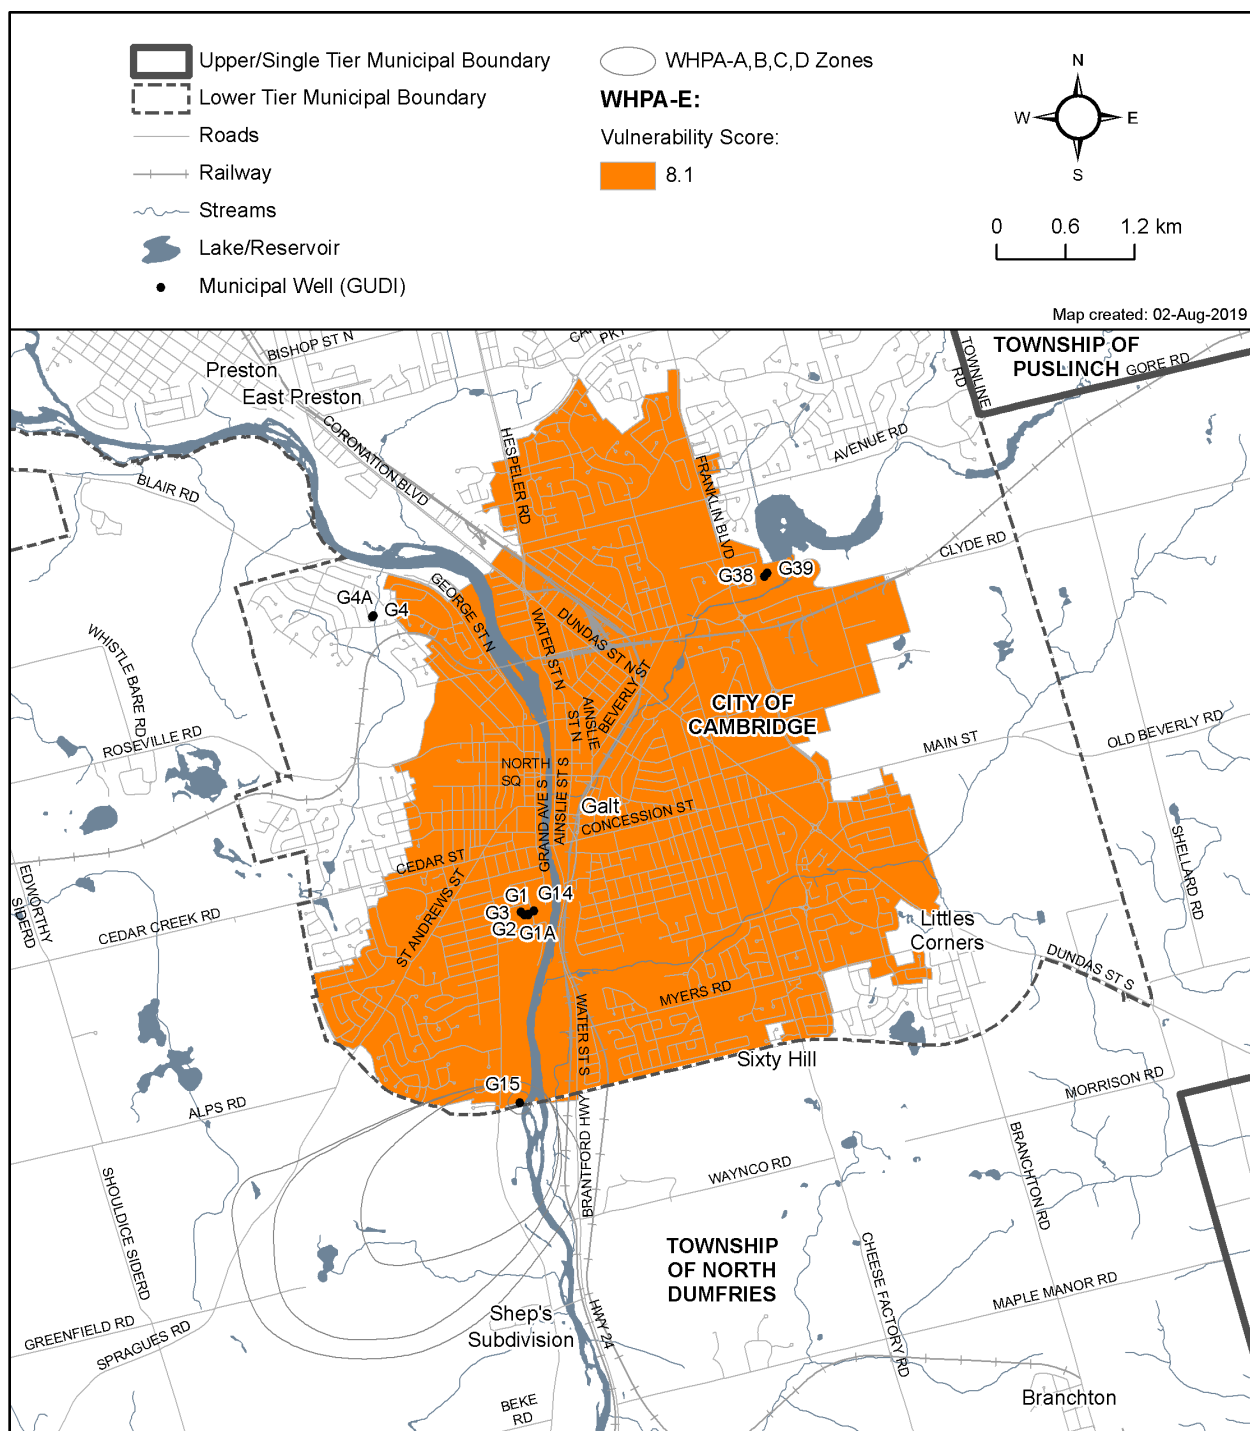 Upper/Single Tier Municipal Boundary
Lower Tier Municipal Boundary
Roads
Railway
Streams
Lake/Reservoir
Municipal Well (GUDI)
WHPA-A,B,C,D Zones
WHPA-E:
Vulnerability Score:
8.1
N
W
E
S
0 0.6 1.2 km
Map created: 02-Aug-2019
BISHOP ST N
PKY
TOWNLINE
RD
TOWNSHIP OF
PUSLINCH
GORE RD
Preston
East Preston
CORONATION BLVD
HESPELER RD
FRANKLIN BLVD
AVENUE RD
BLAIR RD
CLYDE RD
G38
G39
G4A
G4
GEORGE ST N
WATER ST N
DUNDAS ST N
BEVERLY ST
AINSLIE
ST N
WHISTLE BARE RD
CITY OF
CAMBRIDGE
ROSEVILLE RD
OLD BEVERLY RD
MAIN ST
NORTH
SQ
GRAND AVE S
AINSLIE ST S
Galt
CONCESSION ST
SHELLARD RD
CEDAR ST
ST ANDREWS ST
EDWORTHY
SIDERD
CEDAR CREEK RD
G1
G14
G3
G2
G1A
Littles
Corners
DUNDAS ST S
MYERS RD
WATER ST S
Sixty Hill
G15
ALPS RD
MORRISON RD
BRANTFORD HWY
BRANCHTON RD
WAYNCO RD
SHOULDICE SIDERD
TOWNSHIP
OF NORTH
DUMFRIES
CHEESE FACTORY RD
MAPLE MANOR RD
Shep's
Subdivision
HWY 24
GREENFIELD RD
SPRAGUES RD
BEKE
RD
Branchton